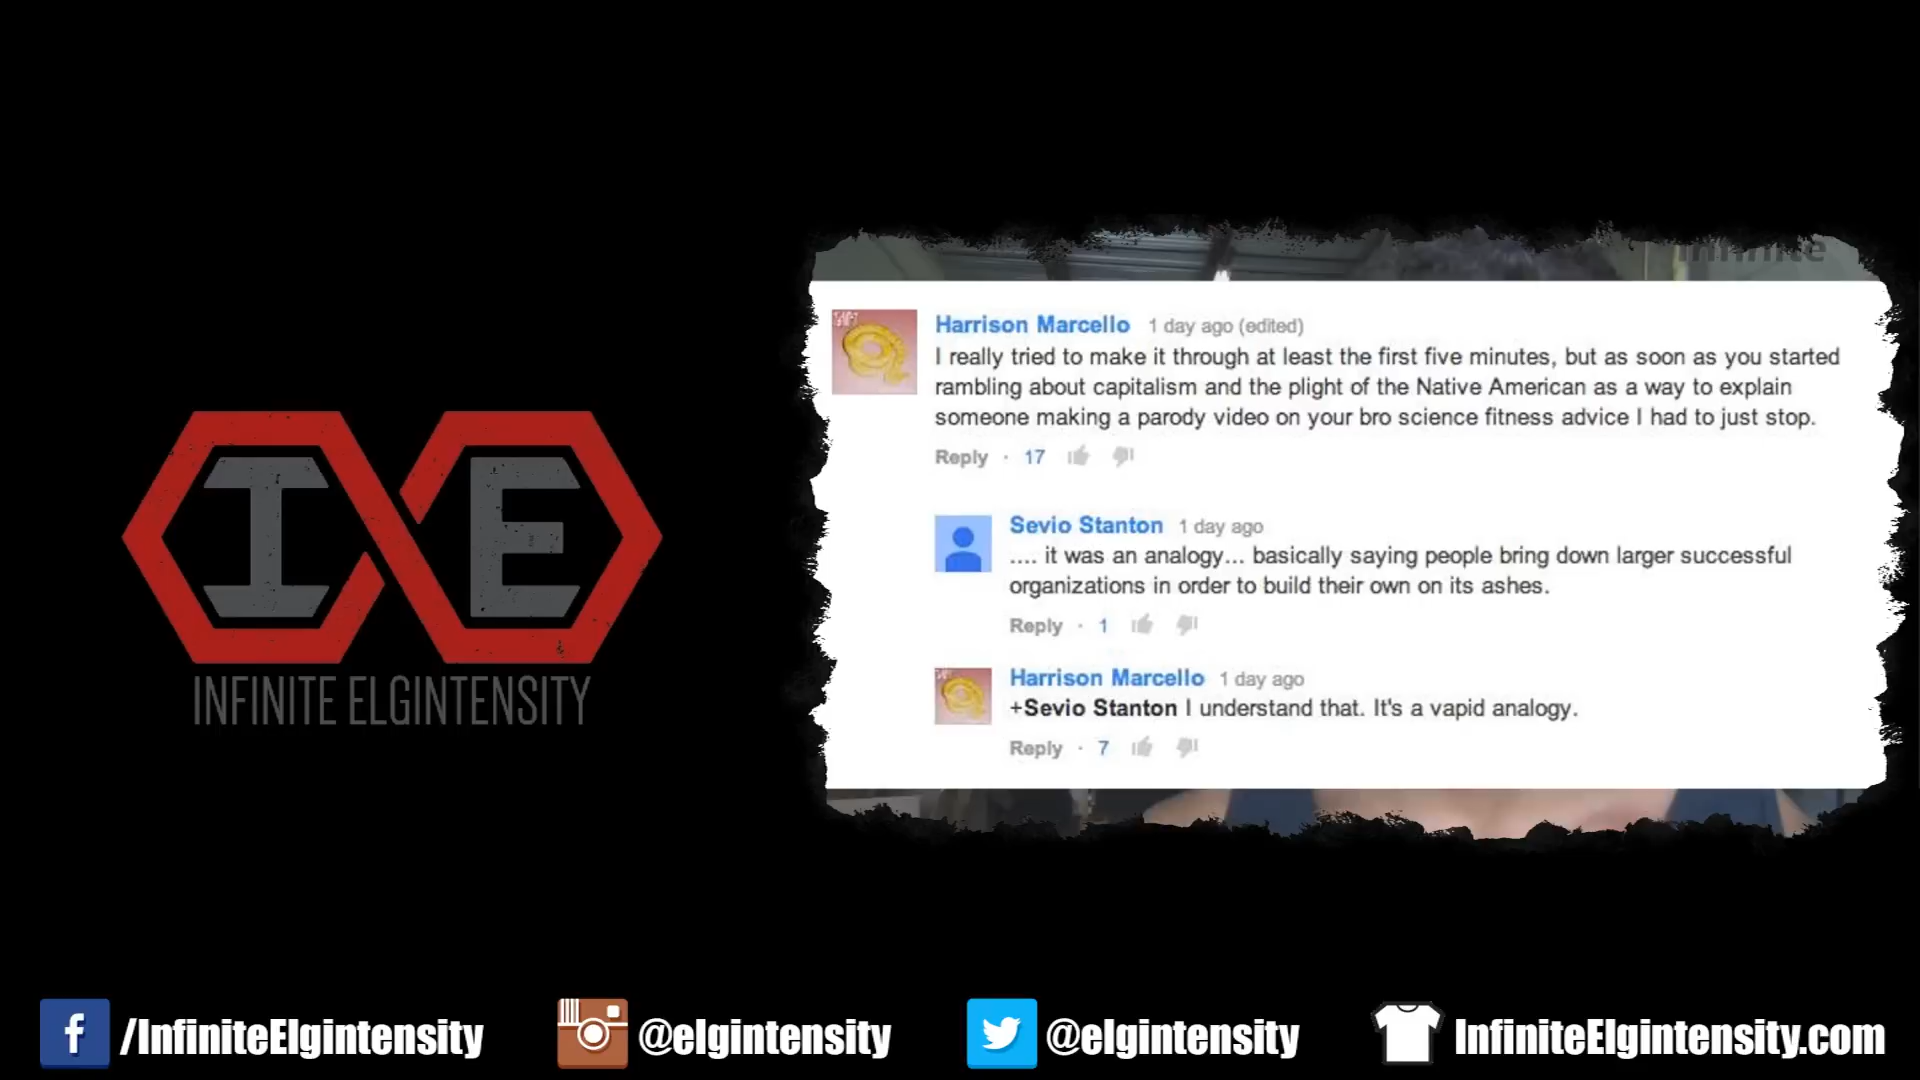 Infinite
Harrison Marcello 1 day ago (edited)
I really tried to make it through at least the first five minutes, but as soon as you started
rambling about capitalism and the plight of the Native American as a way to explain
someone making a parody video on your bro science fitness advice I had to just stop.
Reply · 17
Sevio Stanton 1 day ago
.... it was an analogy... basically saying people bring down larger successful
organizations in order to build their own on its ashes.
Reply · 1
Harrison Marcello 1 day ago
+Sevio Stanton I understand that. It's a vapid analogy.
Reply · 7
IE
INFINITE ELGINTENSITY
/InfiniteElgintensity
@elgintensity
@elgintensity
InfiniteElgintensity.com